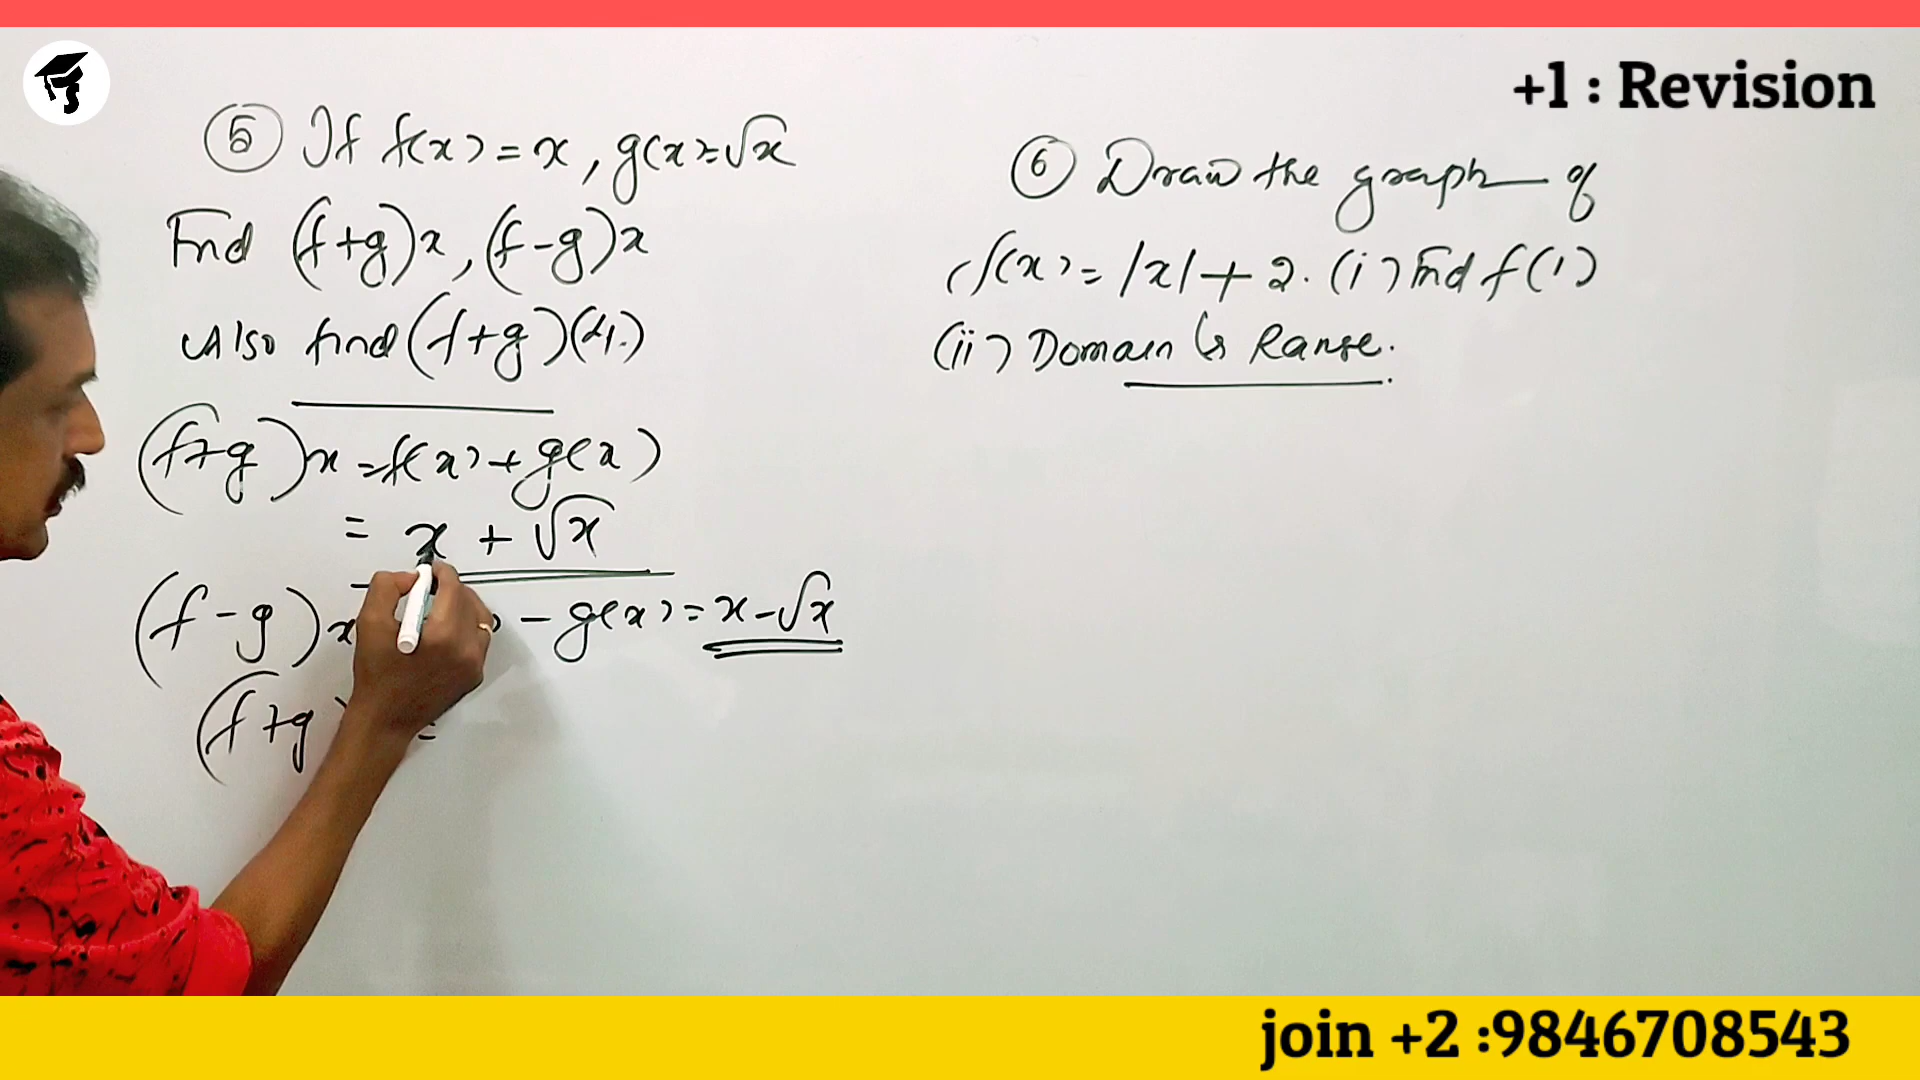 +1 : Revision
⑤ If f(x) = x, g(x) = √x
Find (f+g)x, (f-g)x
Also find (f+g)(4.)
(f+g)x = f(x) + g(x)
= x + √x
(f-g)x - g(x) = x-√x
(f+g) =
⑥ Draw the graph of
f(x) = |x| + 2. (i) Find f(1)
(ii) Domain & Range.
join +2 :9846708543